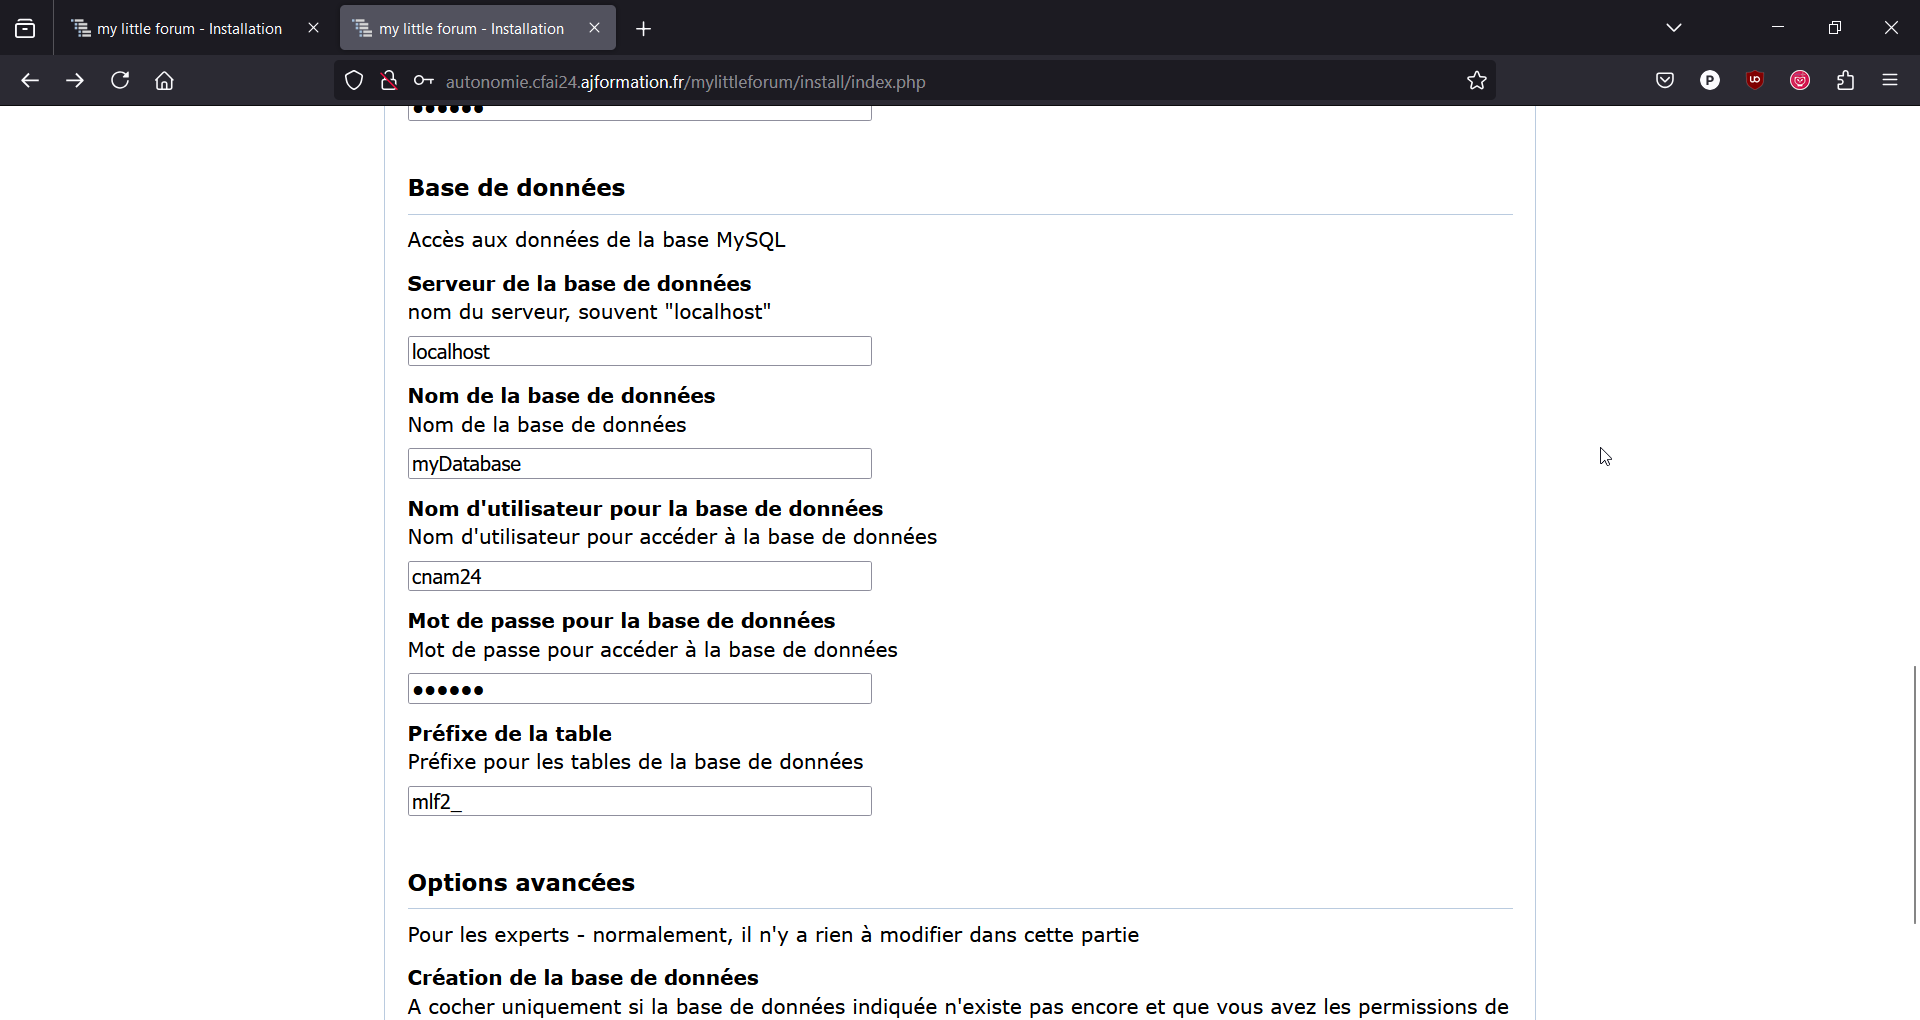 my little forum - Installation
my little forum - Installation
autonomie.cfai24.ajformation.fr/mylittleforum/install/index.php
P
●●●●●●
Base de données
Accès aux données de la base MySQL
Serveur de la base de données
nom du serveur, souvent "localhost"
localhost
Nom de la base de données
Nom de la base de données
myDatabase
Nom d'utilisateur pour la base de données
Nom d'utilisateur pour accéder à la base de données
cnam24
Mot de passe pour la base de données
Mot de passe pour accéder à la base de données
●●●●●●
Préfixe de la table
Préfixe pour les tables de la base de données
mlf2_
Options avancées
Pour les experts - normalement, il n'y a rien à modifier dans cette partie
Création de la base de données
A cocher uniquement si la base de données indiquée n'existe pas encore et que vous avez les permissions de